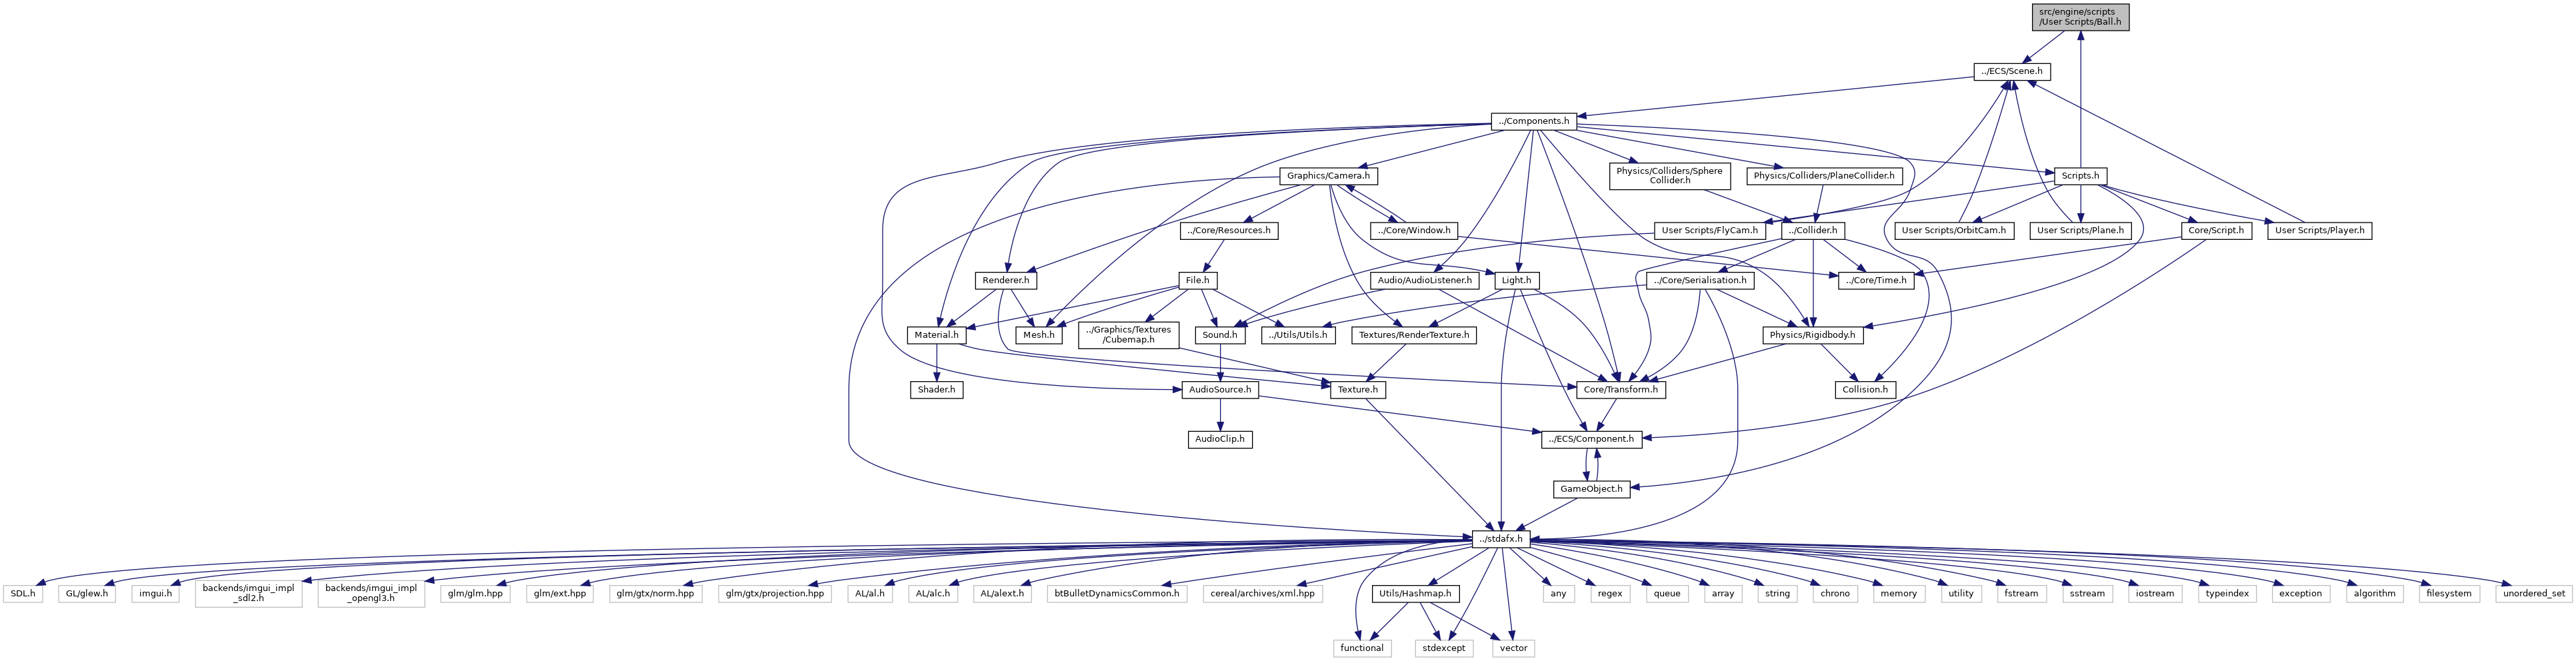 src/engine/scripts
/User Scripts/Ball.h
../ECS/Scene.h
../Components.h
Graphics/Camera.h
Physics/Colliders/Sphere
Collider.h
Physics/Colliders/PlaneCollider.h
Scripts.h
../Core/Resources.h
../Core/Window.h
User Scripts/FlyCam.h
../Collider.h
User Scripts/OrbitCam.h
User Scripts/Plane.h
Core/Script.h
User Scripts/Player.h
Renderer.h
File.h
Audio/AudioListener.h
Light.h
../Core/Serialisation.h
../Core/Time.h
Material.h
Mesh.h
../Graphics/Textures
/Cubemap.h
Sound.h
../Utils/Utils.h
Textures/RenderTexture.h
Physics/Rigidbody.h
Shader.h
AudioSource.h
Texture.h
Core/Transform.h
Collision.h
AudioClip.h
../ECS/Component.h
GameObject.h
../stdafx.h
SDL.h
GL/glew.h
imgui.h
backends/imgui_impl
_sdl2.h
backends/imgui_impl
_opengl3.h
glm/glm.hpp
glm/ext.hpp
glm/gtx/norm.hpp
glm/gtx/projection.hpp
AL/al.h
AL/alc.h
AL/alext.h
btBulletDynamicsCommon.h
cereal/archives/xml.hpp
Utils/Hashmap.h
any
regex
queue
array
string
chrono
memory
utility
fstream
sstream
iostream
typeindex
exception
algorithm
filesystem
unordered_set
functional
stdexcept
vector